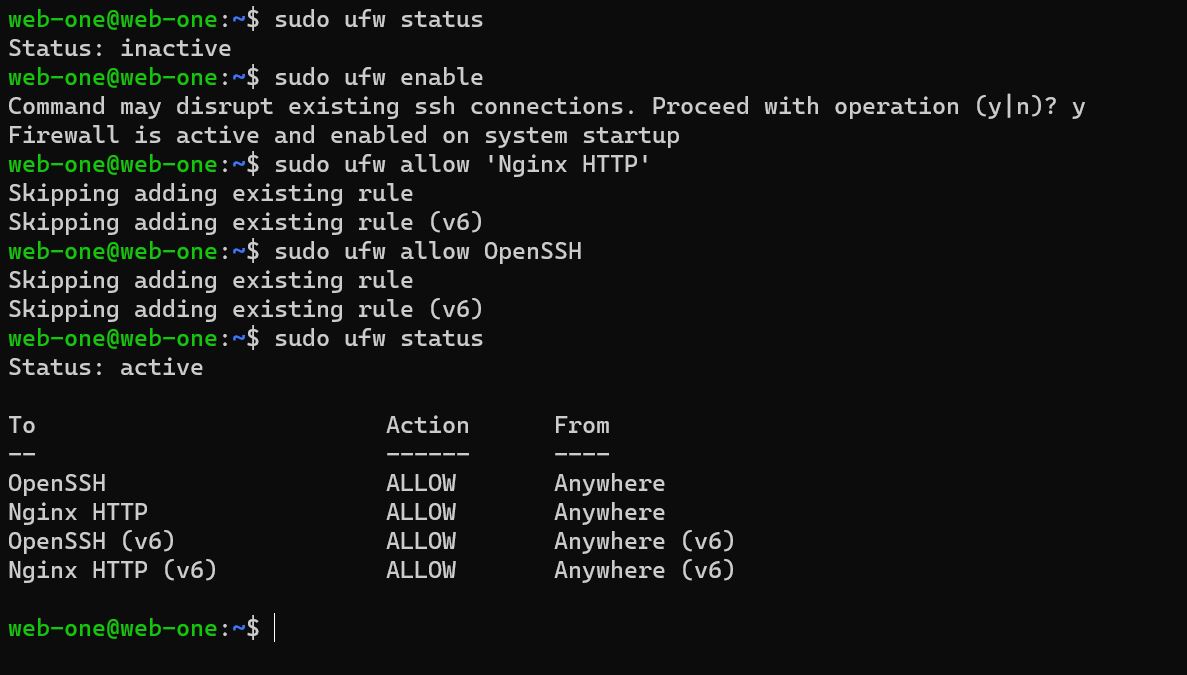 web-one@web-one:~$ sudo ufw status
Status: inactive
web-one@web-one:~$ sudo ufw enable
Command may disrupt existing ssh connections. Proceed with operation (y|n)? y
Firewall is active and enabled on system startup
web-one@web-one:~$ sudo ufw allow 'Nginx HTTP'
Skipping adding existing rule
Skipping adding existing rule (v6)
web-one@web-one:~$ sudo ufw allow OpenSSH
Skipping adding existing rule
Skipping adding existing rule (v6)
web-one@web-one:~$ sudo ufw status
Status: active
To                         Action      From
--                         ------      ----
OpenSSH                    ALLOW       Anywhere
Nginx HTTP                 ALLOW       Anywhere
OpenSSH (v6)               ALLOW       Anywhere (v6)
Nginx HTTP (v6)            ALLOW       Anywhere (v6)
web-one@web-one:~$